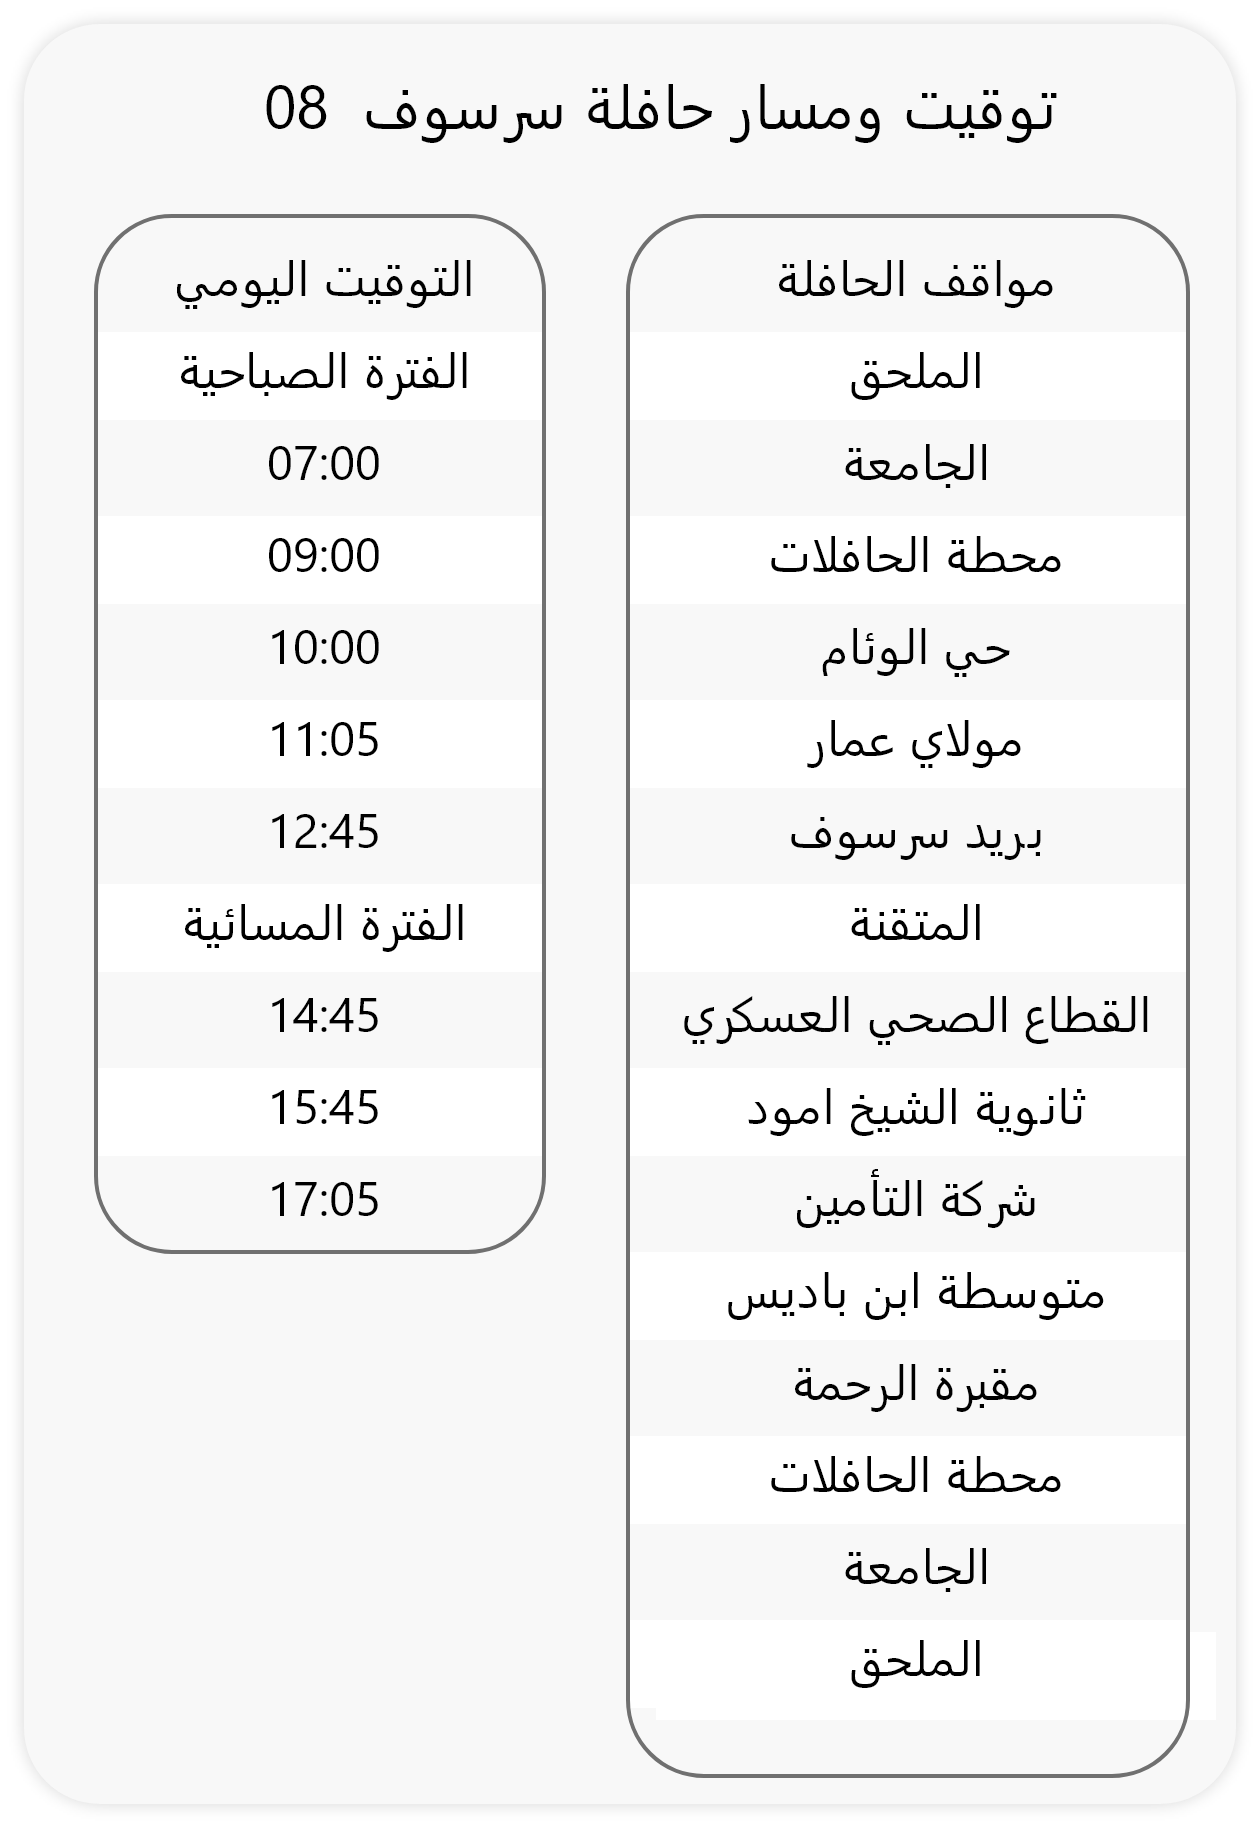 توقيت ومسار حافلة سرسوف 08
مواقف الحافلة
الملحق
الجامعة
محطة الحافلات
حي الوئام
مولاي عمار
بريد سرسوف
المتقنة
القطاع الصحي العسكري
ثانوية الشيخ امود
شركة التأمين
متوسطة ابن باديس
مقبرة الرحمة
محطة الحافلات
الجامعة
الملحق
التوقيت اليومي
الفترة الصباحية
07:00
09:00
10:00
11:05
12:45
الفترة المسائية
14:45
15:45
17:05